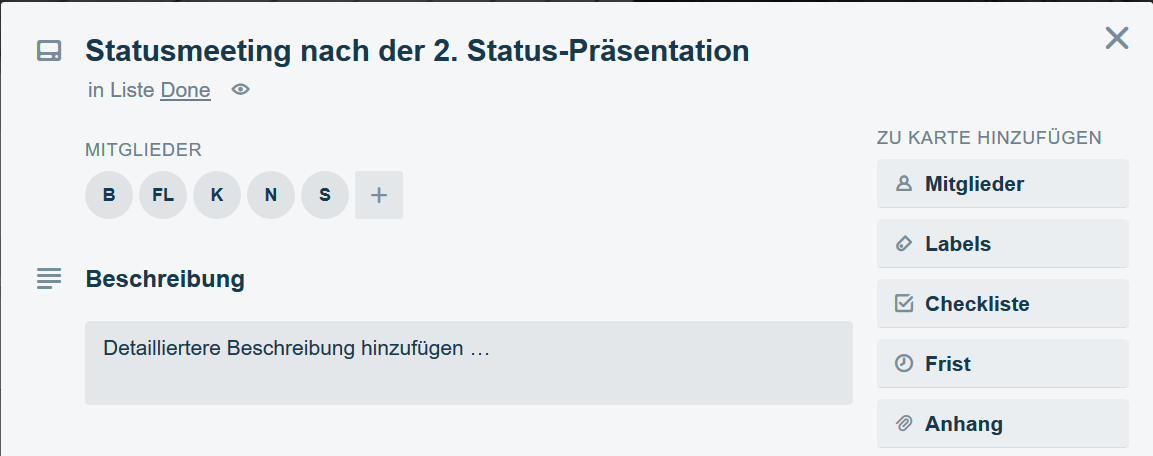 Statusmeeting nach der 2. Status-Präsentation
in Liste Done
MITGLIEDER
B FL K N S +
Beschreibung
Detailliertere Beschreibung hinzufügen …
ZU KARTE HINZUFÜGEN
Mitglieder
Labels
Checkliste
Frist
Anhang